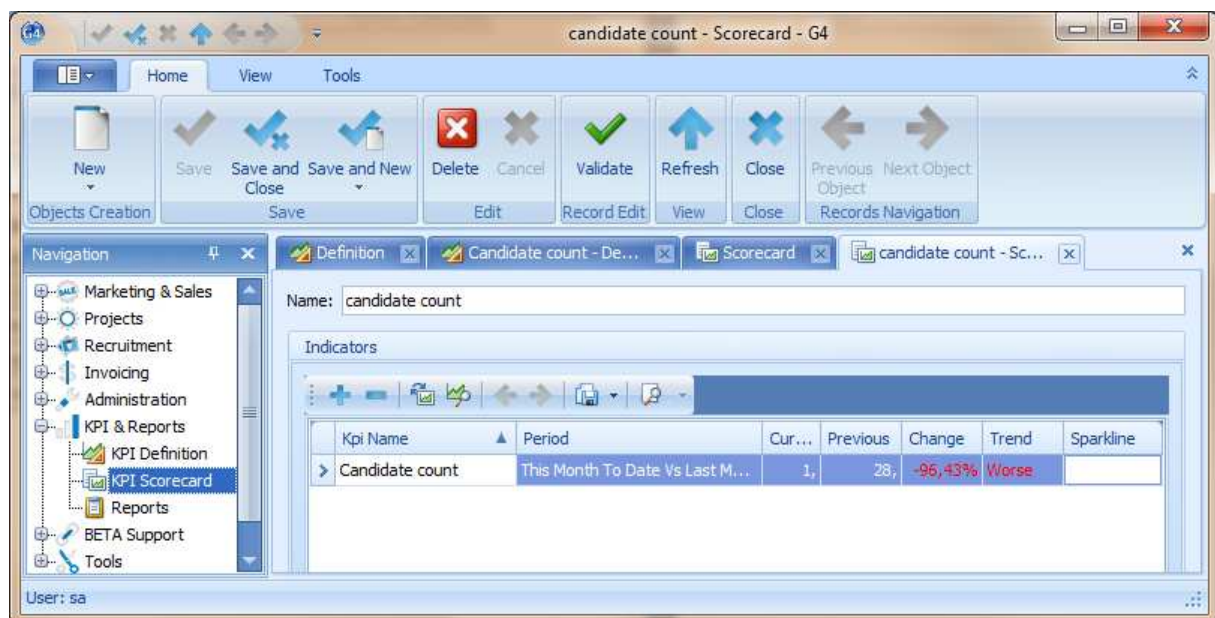 G4
candidate count - Scorecard - G4
Home View Tools
New Save Save and Close Save and New Delete Cancel Validate Refresh Close Previous Object Next Object
Objects Creation Save Edit Record Edit View Close Records Navigation
Navigation
Definition Candidate count - De... Scorecard candidate count - Sc...
SALE Marketing & Sales
Projects
Recruitment
Invoicing
Administration
KPI & Reports
KPI Definition
KPI Scorecard
Reports
BETA Support
Tools
Name: candidate count
Indicators
Kpi Name Period Cur... Previous Change Trend Sparkline
Candidate count This Month To Date Vs Last M... 1, 28, -96,43% Worse
User: sa